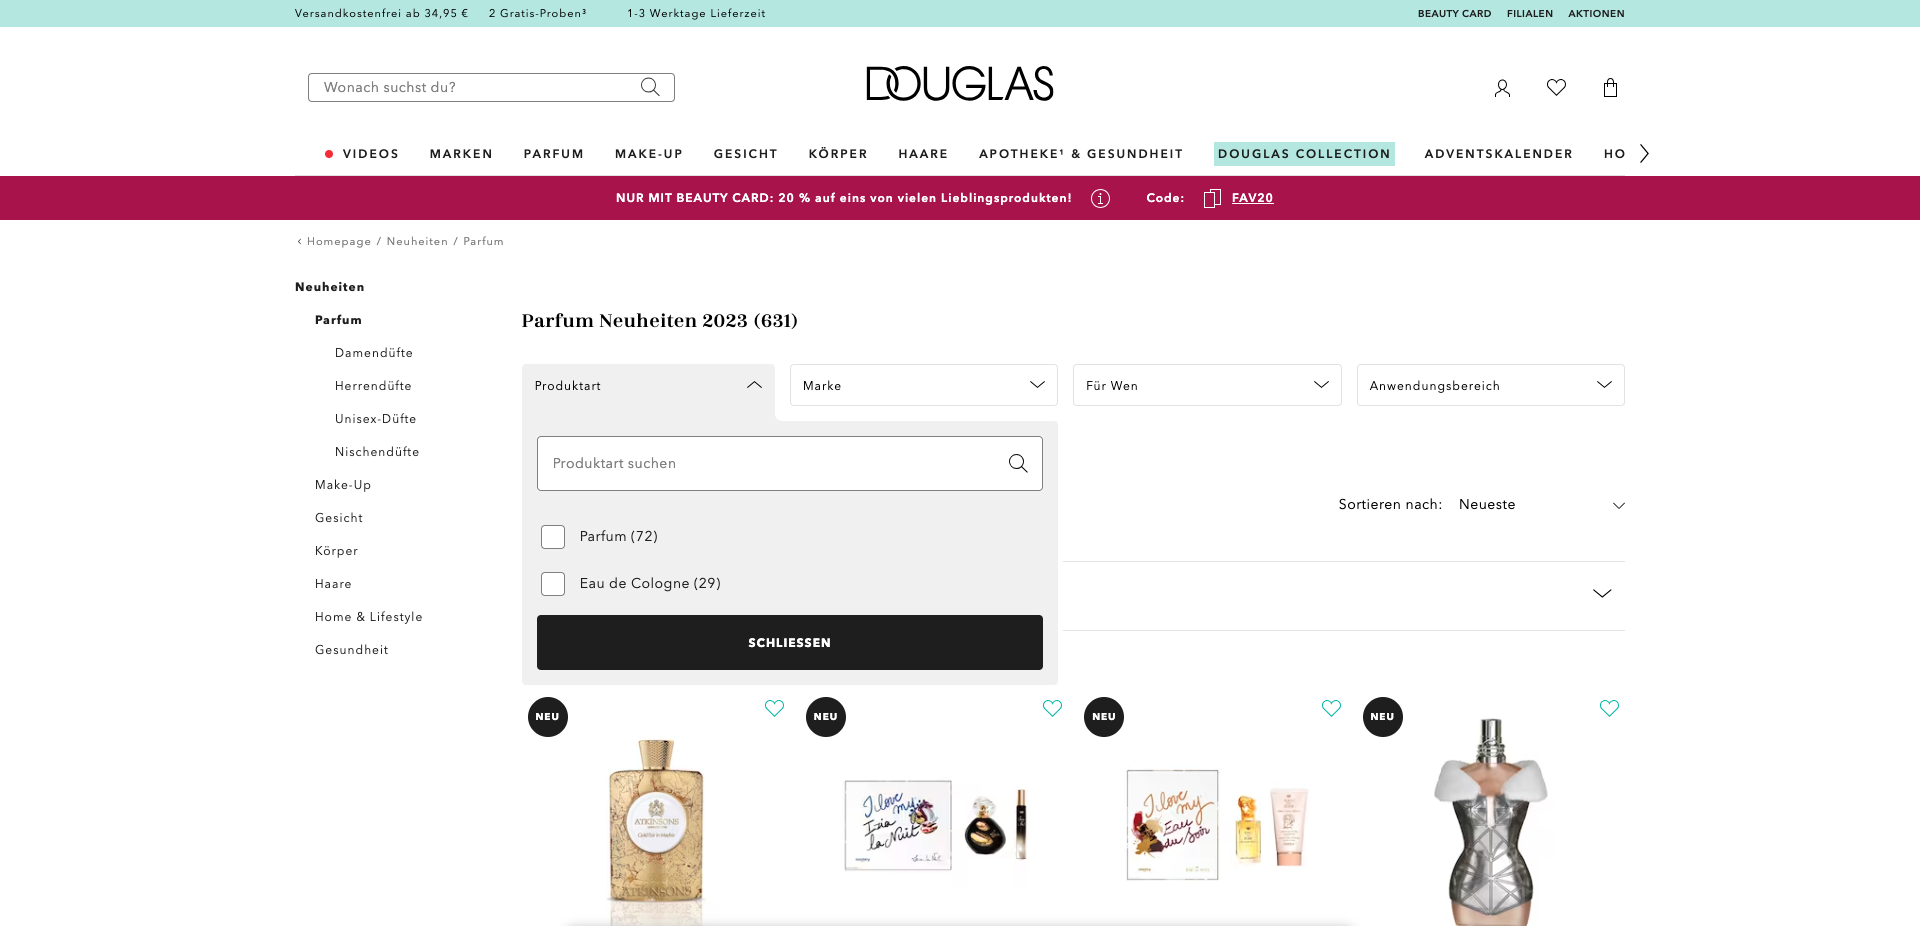 Versandkostenfrei ab 34,95 € 2 Gratis-Proben³ 1-3 Werktage Lieferzeit BEAUTY CARD FILIALEN AKTIONEN
Wonach suchst du? DOUGLAS
VIDEOS MARKEN PARFUM MAKE-UP GESICHT KÖRPER HAARE APOTHEKE¹ & GESUNDHEIT DOUGLAS COLLECTION ADVENTSKALENDER HO
NUR MIT BEAUTY CARD: 20 % auf eins von vielen Lieblingsprodukten! Code: FAV20
Homepage / Neuheiten / Parfum
Neuheiten
Parfum
Damendüfte
Herrendüfte
Unisex-Düfte
Nischendüfte
Make-Up
Gesicht
Körper
Haare
Home & Lifestyle
Gesundheit
Parfum Neuheiten 2023 (631)
Produktart Marke Für Wen Anwendungsbereich
Produktart suchen
Parfum (72)
Eau de Cologne (29)
SCHLIESSEN
Sortieren nach: Neueste
NEU NEU NEU NEU
ATKINSONS
ATKINSONS
I love my
Izia
la Nuit
I love my
Eau
du Soir